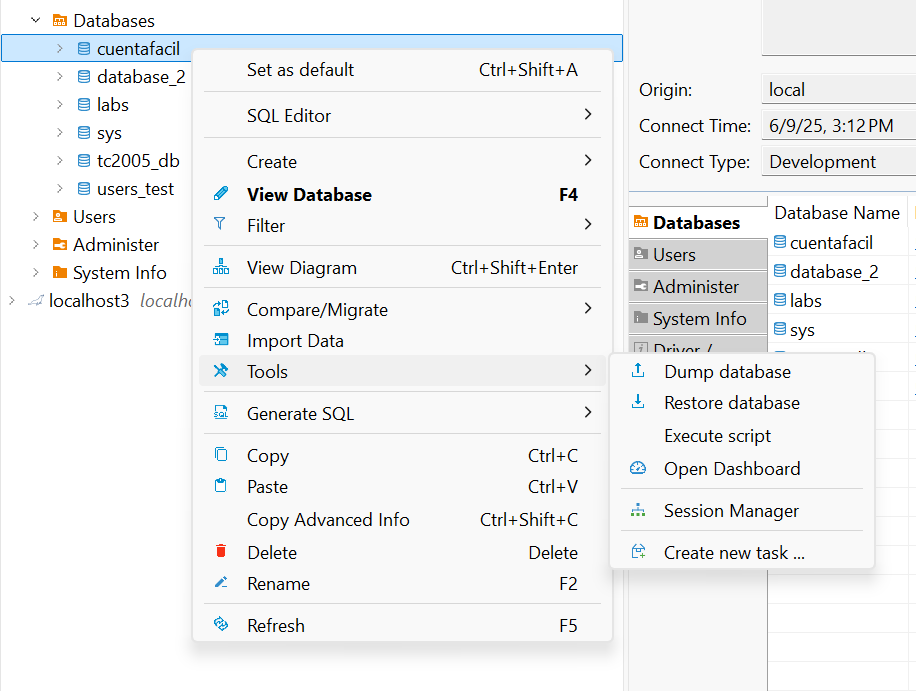 Databases
cuentafacil
database_2
labs
sys
tc2005_db
users_test
Users
Administer
System Info
localhost3
Set as default Ctrl+Shift+A
SQL Editor
Create
View Database F4
Filter
View Diagram Ctrl+Shift+Enter
Compare/Migrate
Import Data
Tools
Generate SQL
Copy Ctrl+C
Paste Ctrl+V
Copy Advanced Info Ctrl+Shift+C
Delete Delete
Rename F2
Refresh F5
Origin: local
Connect Time: 6/9/25, 3:12 PM
Connect Type: Development
Databases
Users
Administer
System Info
Driver /
Database Name
cuentafacil
database_2
labs
sys
Dump database
Restore database
Execute script
Open Dashboard
Session Manager
Create new task ...